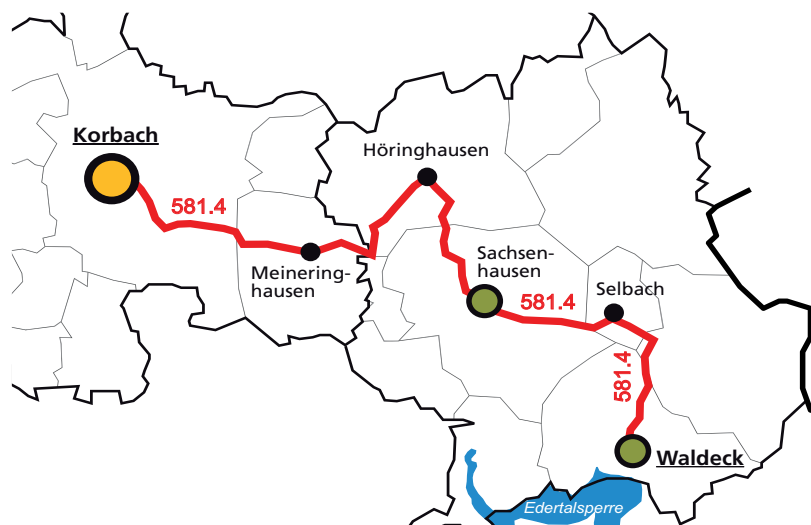 Korbach
Höringhausen
581.4
Meinering-
hausen
Sachsen-
hausen
581.4
Selbach
581.4
Waldeck
Edertalsperre